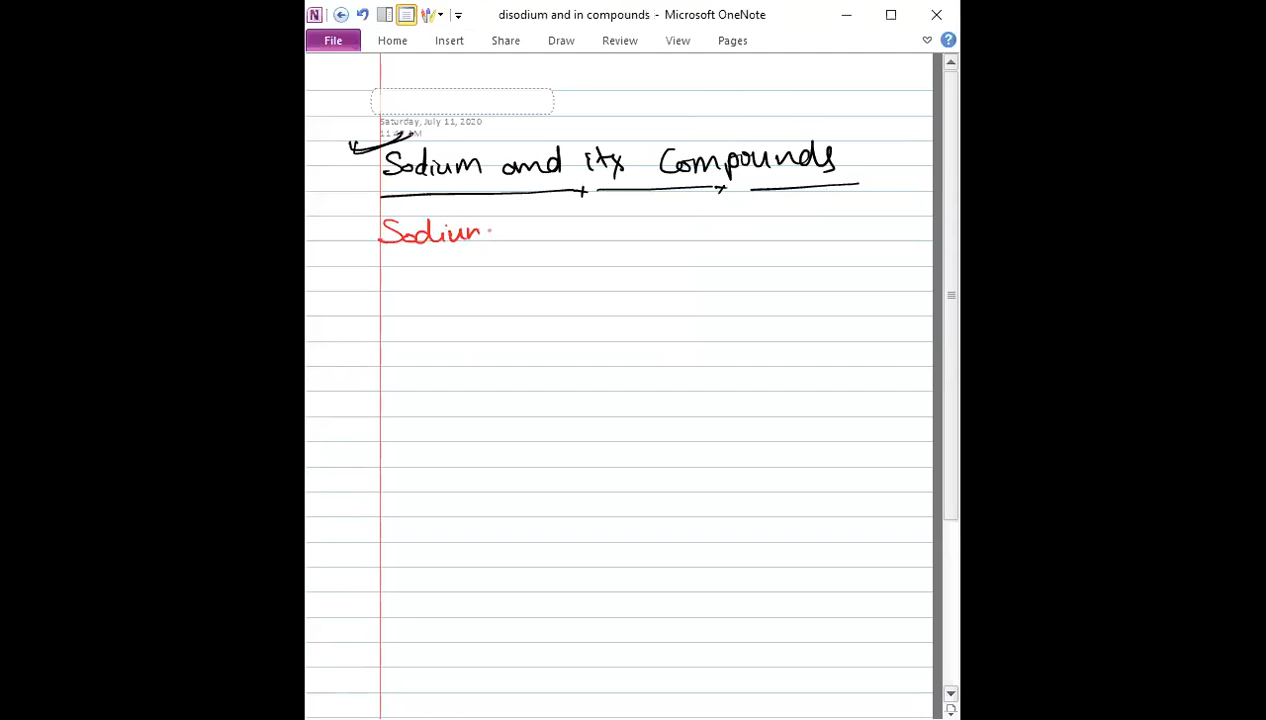 disodium and in compounds - Microsoft OneNote
File Home Insert Share Draw Review View Pages
Saturday, July 11, 2020
Sodium and its Compounds
Sodium